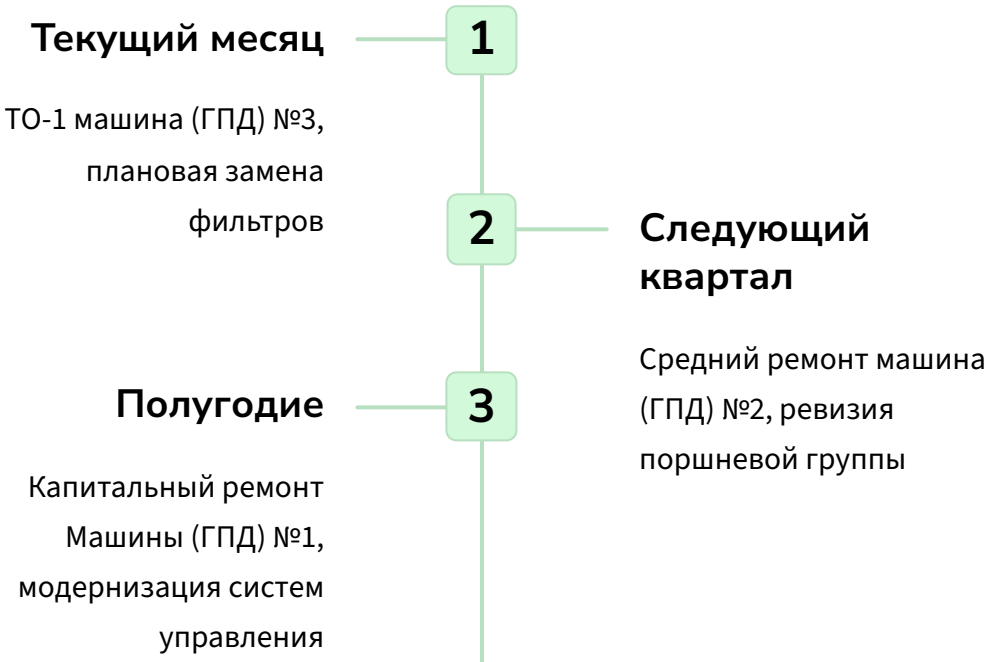 Текущий месяц
1
ТО-1 машина (ГПД) №3,
плановая замена
фильтров
2
Следующий
квартал
Средний ремонт машина
(ГПД) №2, ревизия
поршневой группы
Полугодие
3
Капитальный ремонт
Машины (ГПД) №1,
модернизация систем
управления